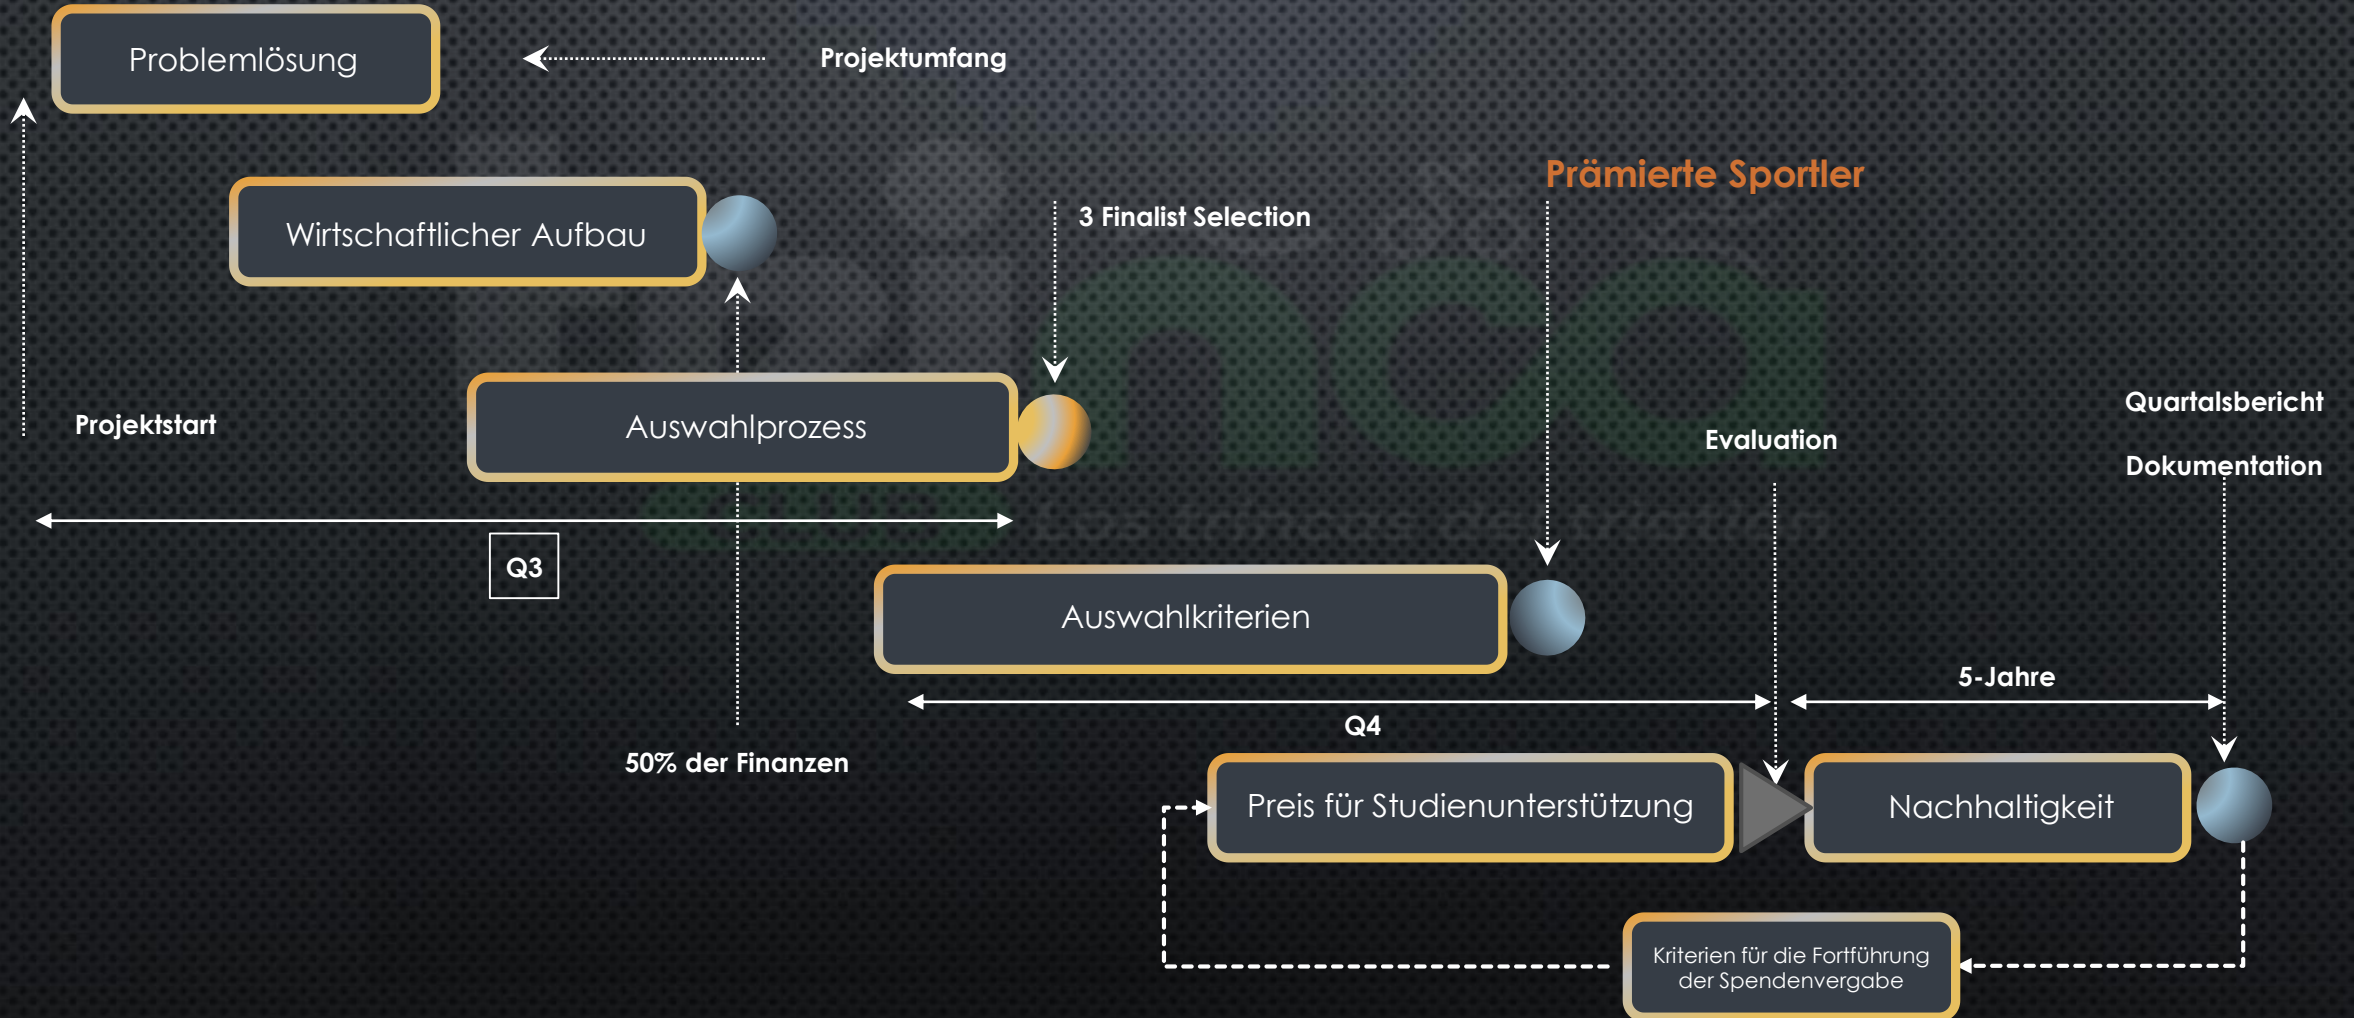 Problemlösung
Projektumfang
Prämierte Sportler
Wirtschaftlicher Aufbau
3 Finalist Selection
Quartalsbericht
Projektstart
Auswahlprozess
Evaluation
Dokumentation
Q3
Auswahlkriterien
5-Jahre
Q4
50% der Finanzen
Preis für Studienunterstützung
Nachhaltigkeit
Kriterien für die Fortführung
der Spendenvergabe